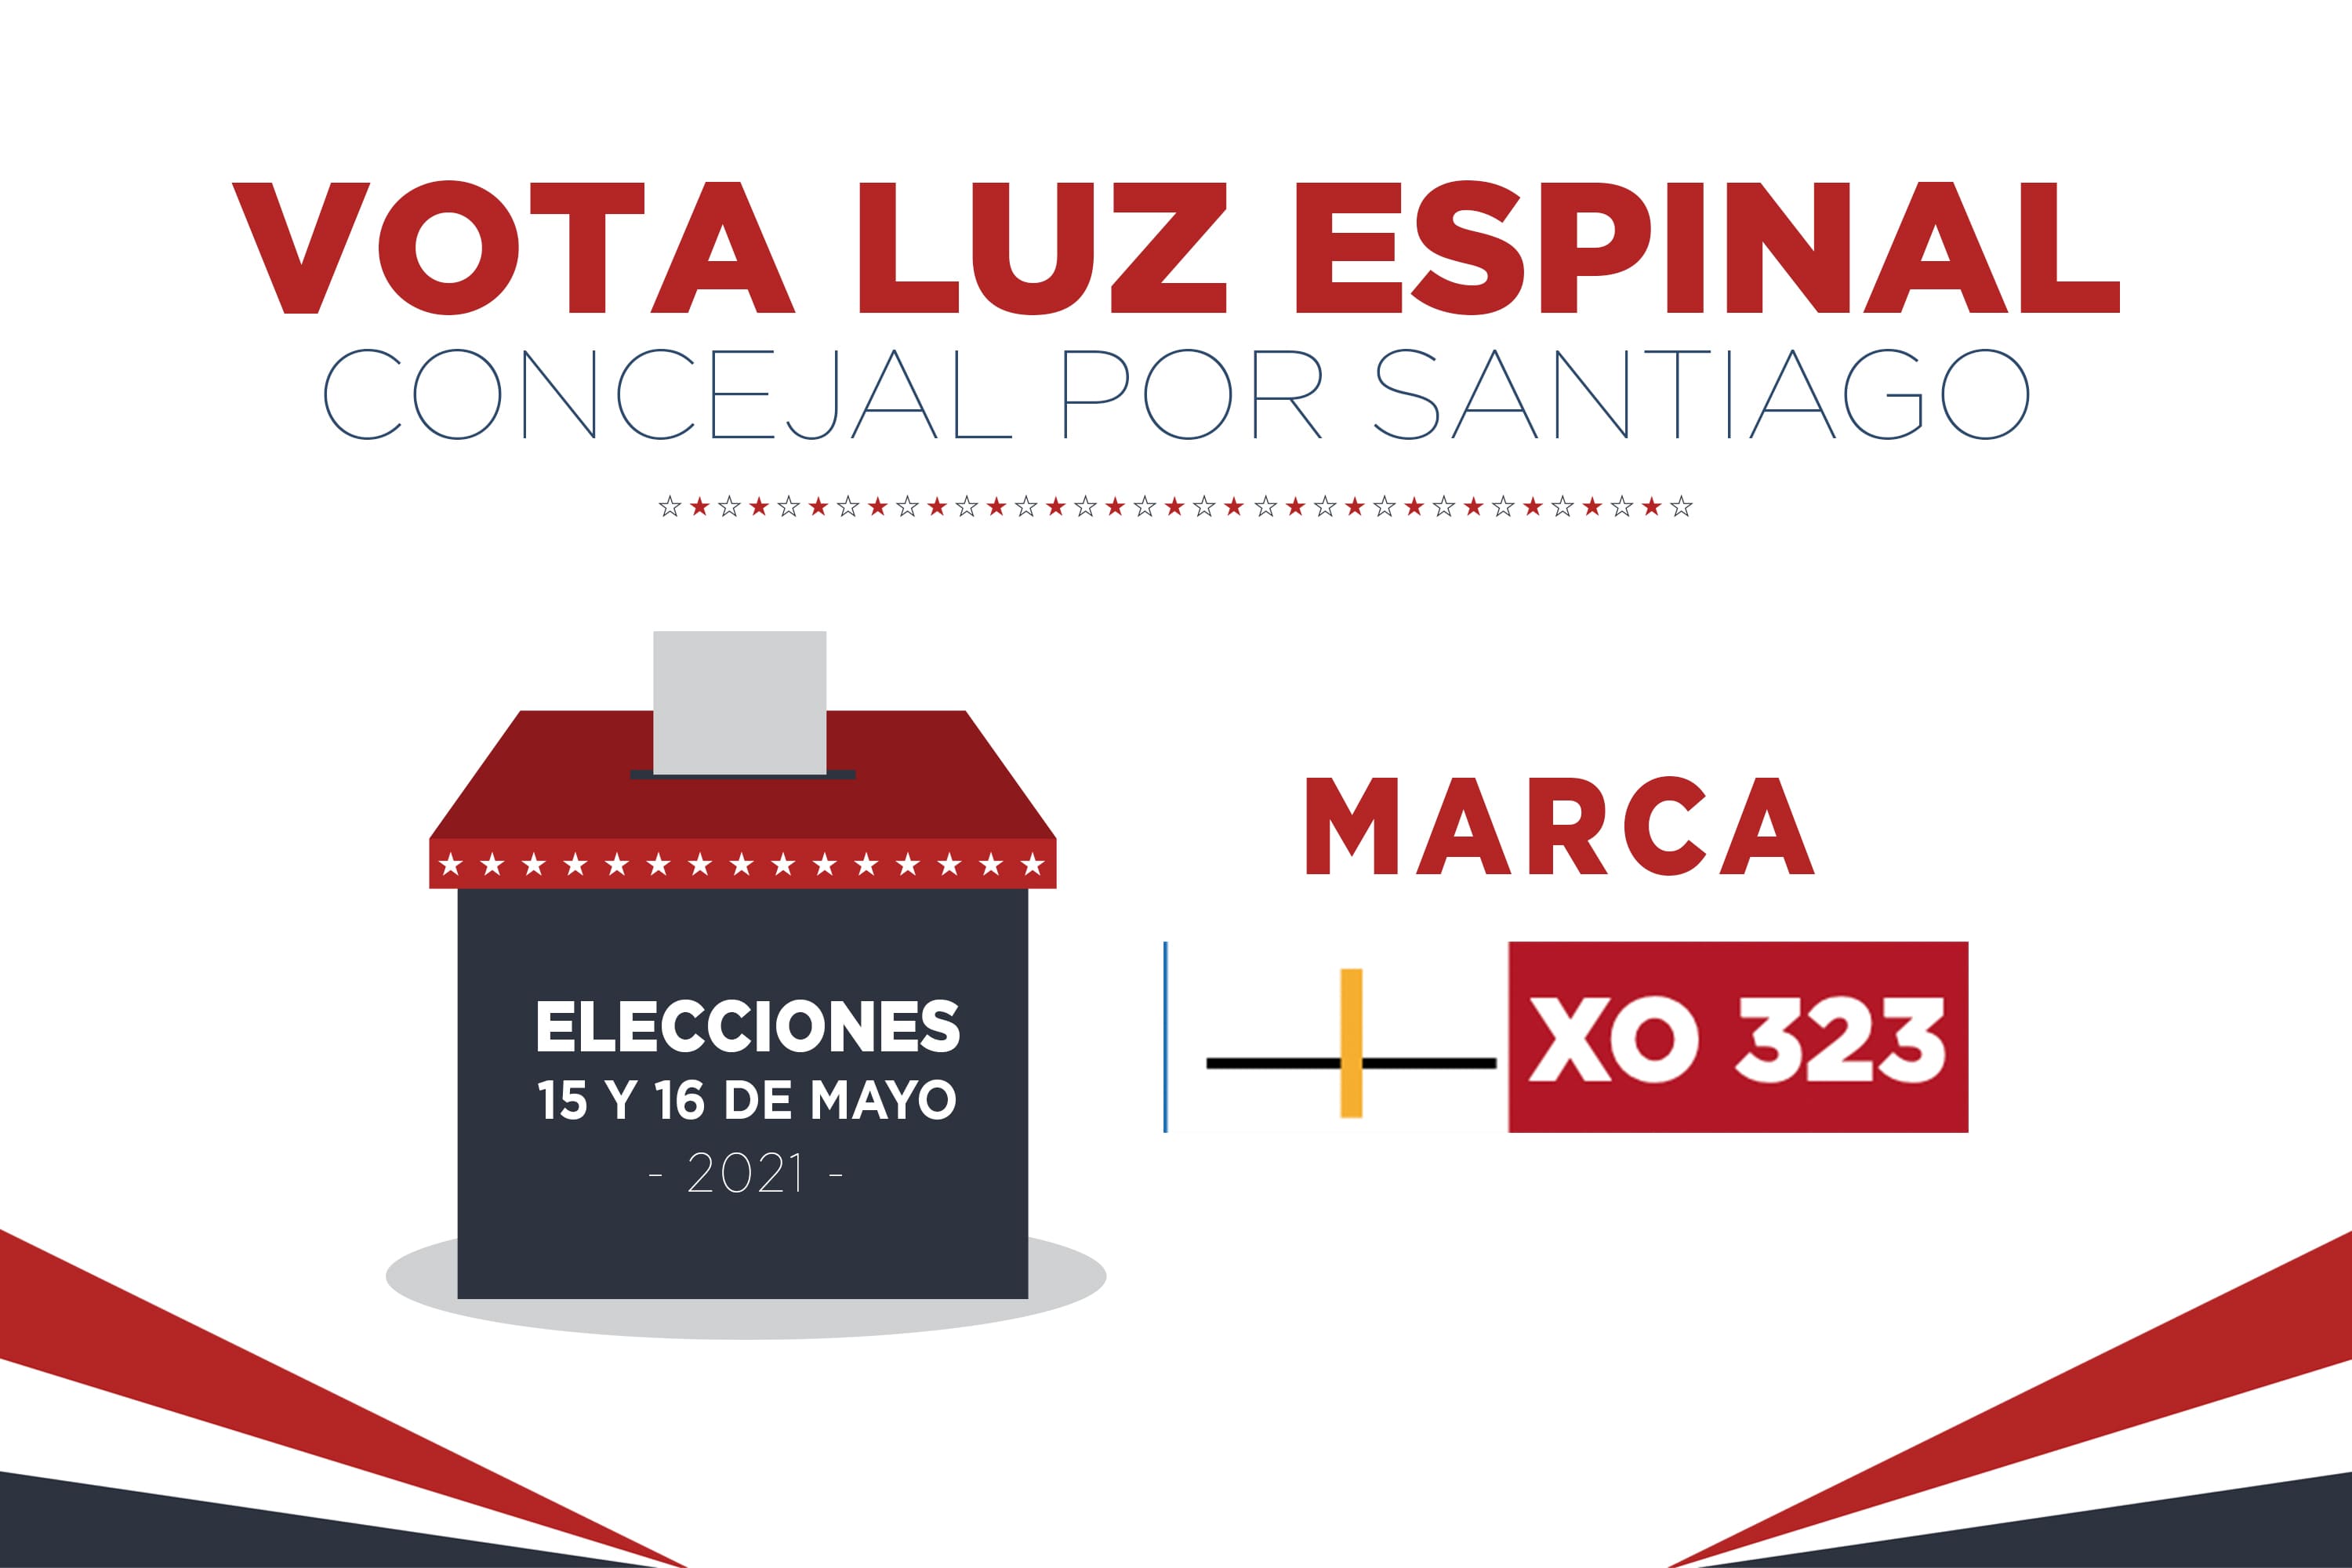 VOTA LUZ ESPINAL
CONCEJAL POR SANTIAGO
ELECCIONES
15 Y 16 DE MAYO
- 2021 -
MARCA
XO 323